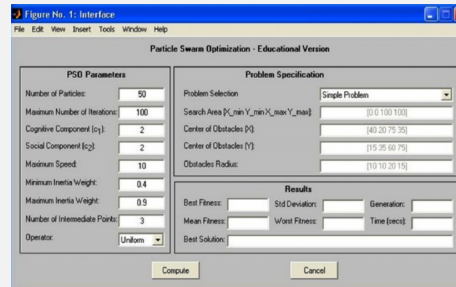 Figure No. 1: Interface
File Edit View Insert Tools Window Help
Particle Swarm Optimization - Educational Version
PSO Parameters
Number of Particles: 50
Maximum Number of Iterations: 100
Cognitive Component (c1): 2
Social Component (c2): 2
Maximum Speed: 10
Minimum Inertia Weight: 0.4
Maximum Inertia Weight: 0.9
Number of Intermediate Points: 3
Operator: Uniform
Problem Specification
Problem Selection Simple Problem
Search Area [X_min Y_min X_max Y_max]: [0 0 100 100]
Center of Obstacles (X): [40 20 75 35]
Center of Obstacles (Y): [15 35 60 75]
Obstacles Radius: [10 10 20 15]
Results
Best Fitness: Std Deviation: Generation:
Mean Fitness: Worst Fitness: Time (secs):
Best Solution:
Compute Cancel